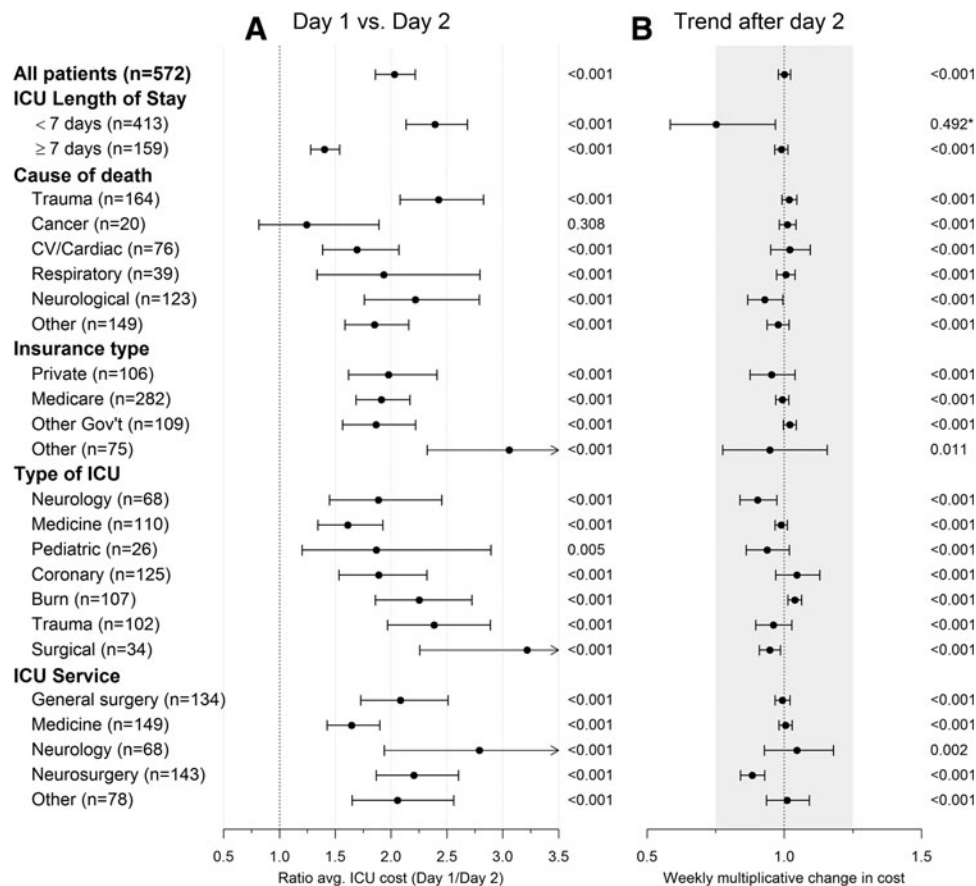 A Day 1 vs. Day 2 B Trend after day 2
All patients (n=572) <0.001 <0.001
ICU Length of Stay
< 7 days (n=413) <0.001 0.492*
≥ 7 days (n=159) <0.001 <0.001
Cause of death
Trauma (n=164) <0.001 <0.001
Cancer (n=20) 0.308 <0.001
CV/Cardiac (n=76) <0.001 <0.001
Respiratory (n=39) <0.001 <0.001
Neurological (n=123) <0.001 <0.001
Other (n=149) <0.001 <0.001
Insurance type
Private (n=106) <0.001 <0.001
Medicare (n=282) <0.001 <0.001
Other Gov't (n=109) <0.001 <0.001
Other (n=75) <0.001 0.011
Type of ICU
Neurology (n=68) <0.001 <0.001
Medicine (n=110) <0.001 <0.001
Pediatric (n=26) 0.005 <0.001
Coronary (n=125) <0.001 <0.001
Burn (n=107) <0.001 <0.001
Trauma (n=102) <0.001 <0.001
Surgical (n=34) <0.001 <0.001
ICU Service
General surgery (n=134) <0.001 <0.001
Medicine (n=149) <0.001 <0.001
Neurology (n=68) <0.001 0.002
Neurosurgery (n=143) <0.001 <0.001
Other (n=78) <0.001 <0.001
0.5 1.0 1.5 2.0 2.5 3.0 3.5 0.5 1.0 1.5
Ratio avg. ICU cost (Day 1/Day 2) Weekly multiplicative change in cost